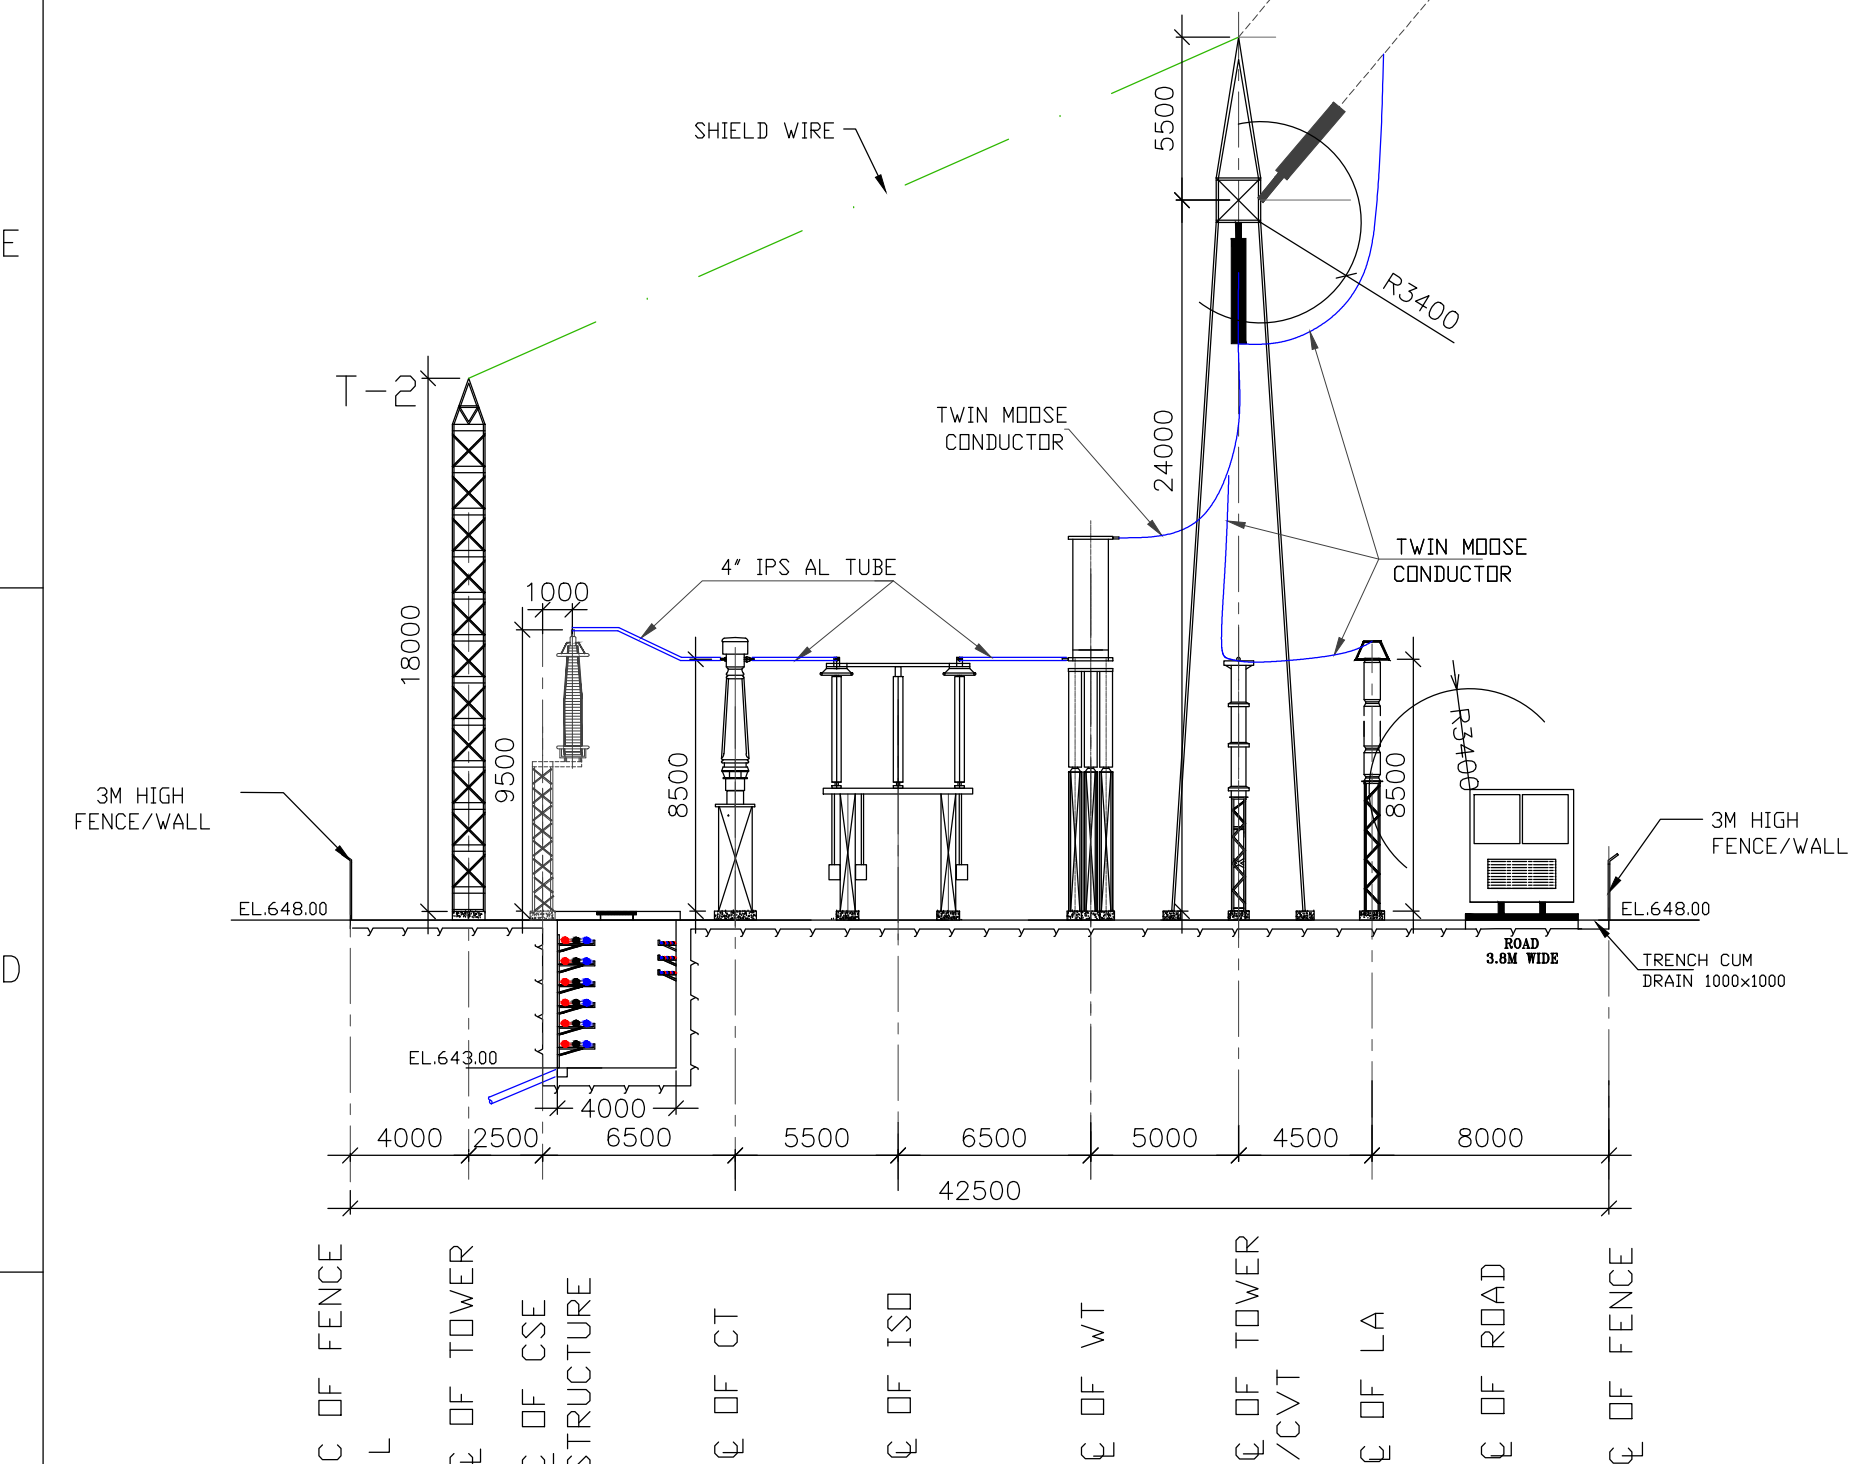 5500
SHIELD WIRE
E
R3400
T-2
TWIN MOOSE
CONDUCTOR
24000
TWIN MOOSE
CONDUCTOR
4" IPS AL TUBE
1000
18000
9500
8500
R3400
8500
3M HIGH
FENCE/WALL
3M HIGH
FENCE/WALL
EL.648.00
EL.648.00
ROAD
3.8M WIDE
TRENCH CUM
DRAIN 1000x1000
D
EL.643.00
4000
4000
2500
6500
5500
6500
5000
4500
8000
42500
℄ OF FENCE
℄ OF TOWER
℄ OF CSE
STRUCTURE
℄ OF CT
℄ OF ISO
℄ OF WT
℄ OF TOWER
/CVT
℄ OF LA
℄ OF ROAD
℄ OF FENCE